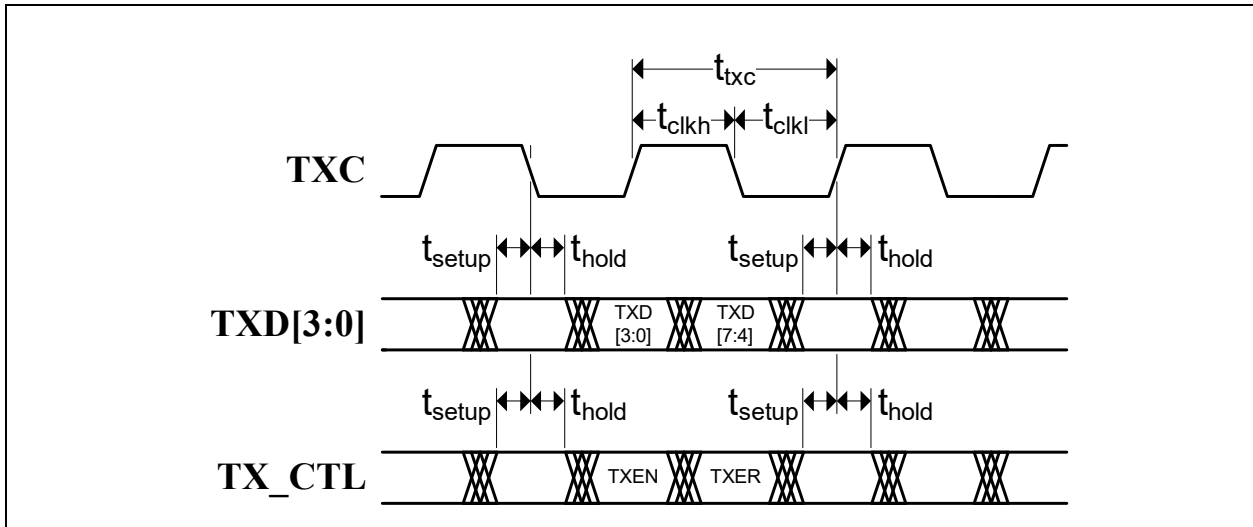 t_txc
t_clkh t_clkl
TXC
t_setup t_hold t_setup t_hold
TXD[3:0] TXD TXD
[3:0] [7:4]
t_setup t_hold t_setup t_hold
TX_CTL TXEN TXER